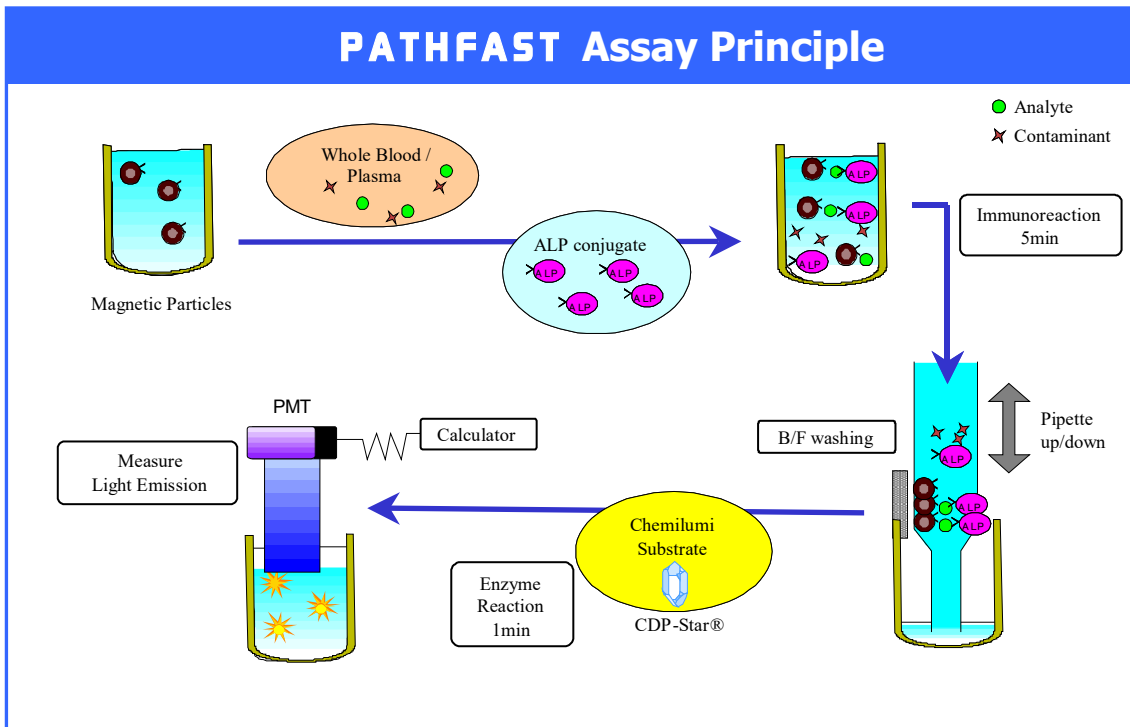 PATHFAST Assay Principle
Analyte
Contaminant
Whole Blood /
Plasma
ALP
ALP
ALP
Immunoreaction
5min
ALP conjugate
ALP
ALP
ALP
ALP
Magnetic Particles
PMT
Calculator
B/F washing
Pipette
up/down
ALP
Measure
Light Emission
ALP
ALP
Chemilumi
Substrate
Enzyme
Reaction
1min
CDP-Star®